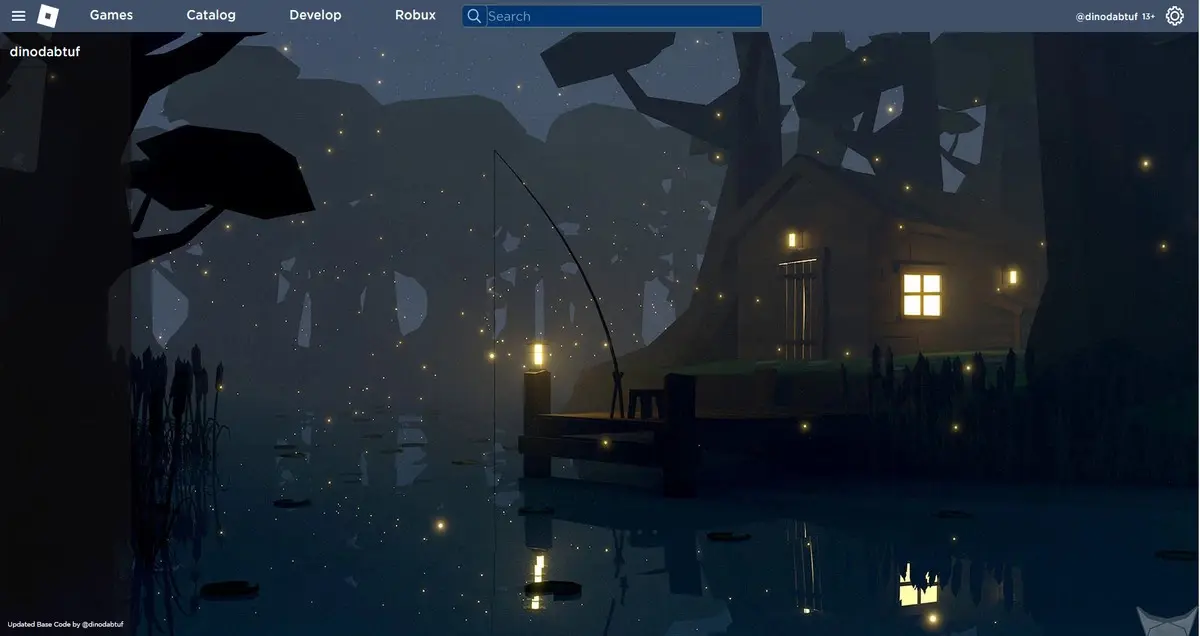 Games Catalog Develop Robux Search @dinodabtuf 13+
dinodabtuf
Updated Base Code by @dinodabtuf